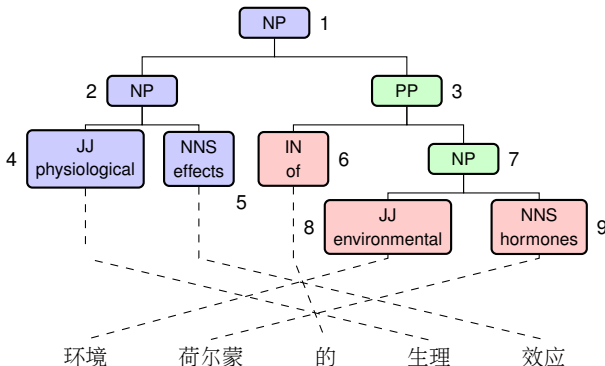 NP 1
2 NP PP 3
4 JJ physiological NNS effects 5 IN of 6 NP 7
8 JJ environmental NNS hormones 9
环境 荷尔蒙 的 生理 效应